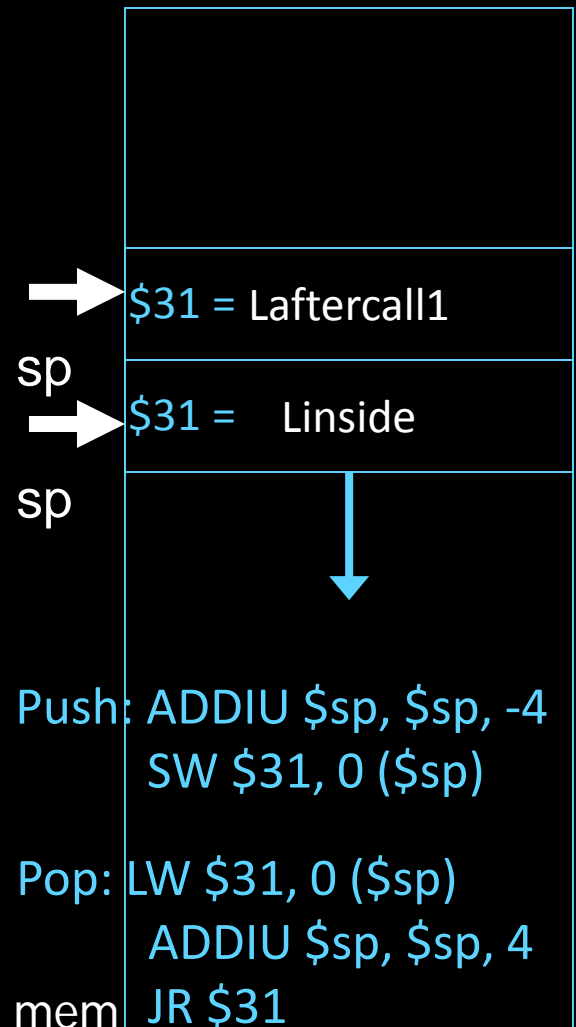 $31 = Laftercall1
sp
$31 = Linside
sp
Push: ADDIU $sp, $sp, -4
SW $31, 0 ($sp)
Pop: LW $31, 0 ($sp)
ADDIU $sp, $sp, 4
mem JR $31